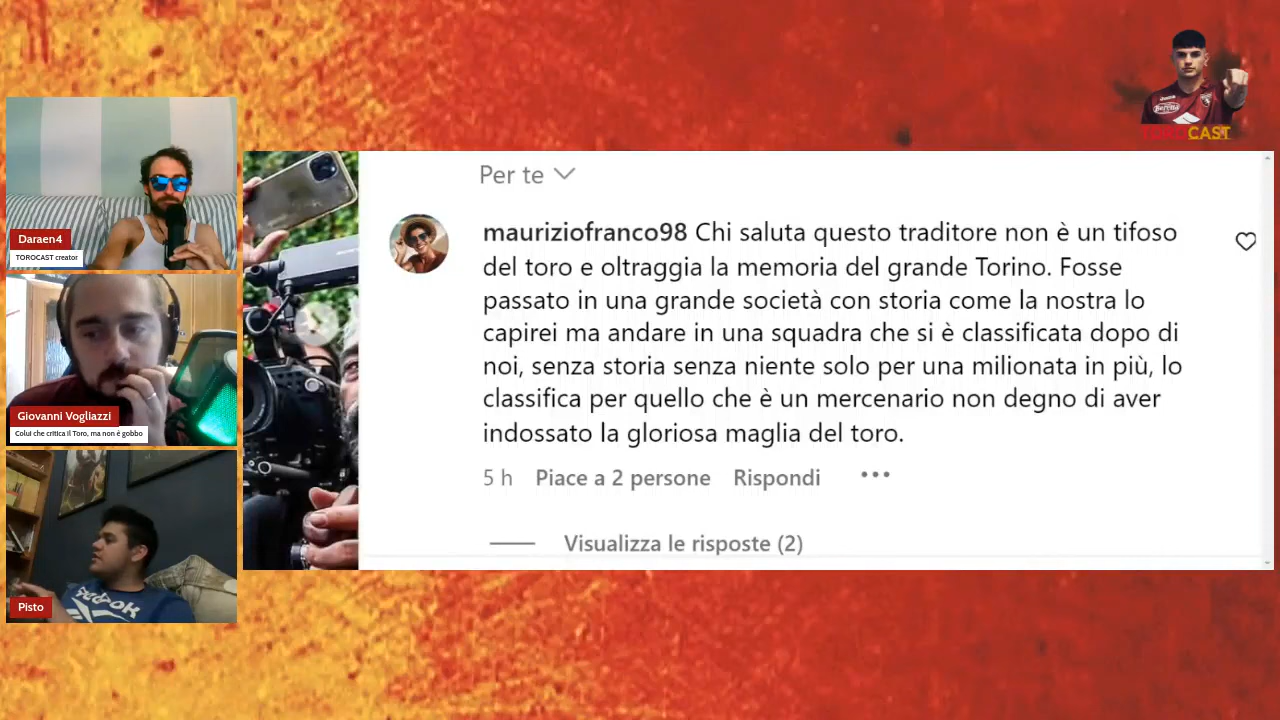 TOROCAST
Daraen4
TOROCAST creator
Giovanni Vogliazzi
Colui che critica il Toro, ma non è gobbo
Reebok
Pisto
Per te
mauriziofranco98 Chi saluta questo traditore non è un tifoso
del toro e oltraggia la memoria del grande Torino. Fosse
passato in una grande società con storia come la nostra lo
capirei ma andare in una squadra che si è classificata dopo di
noi, senza storia senza niente solo per una milionata in più, lo
classifica per quello che è un mercenario non degno di aver
indossato la gloriosa maglia del toro.
5 h Piace a 2 persone Rispondi •••
Visualizza le risposte (2)